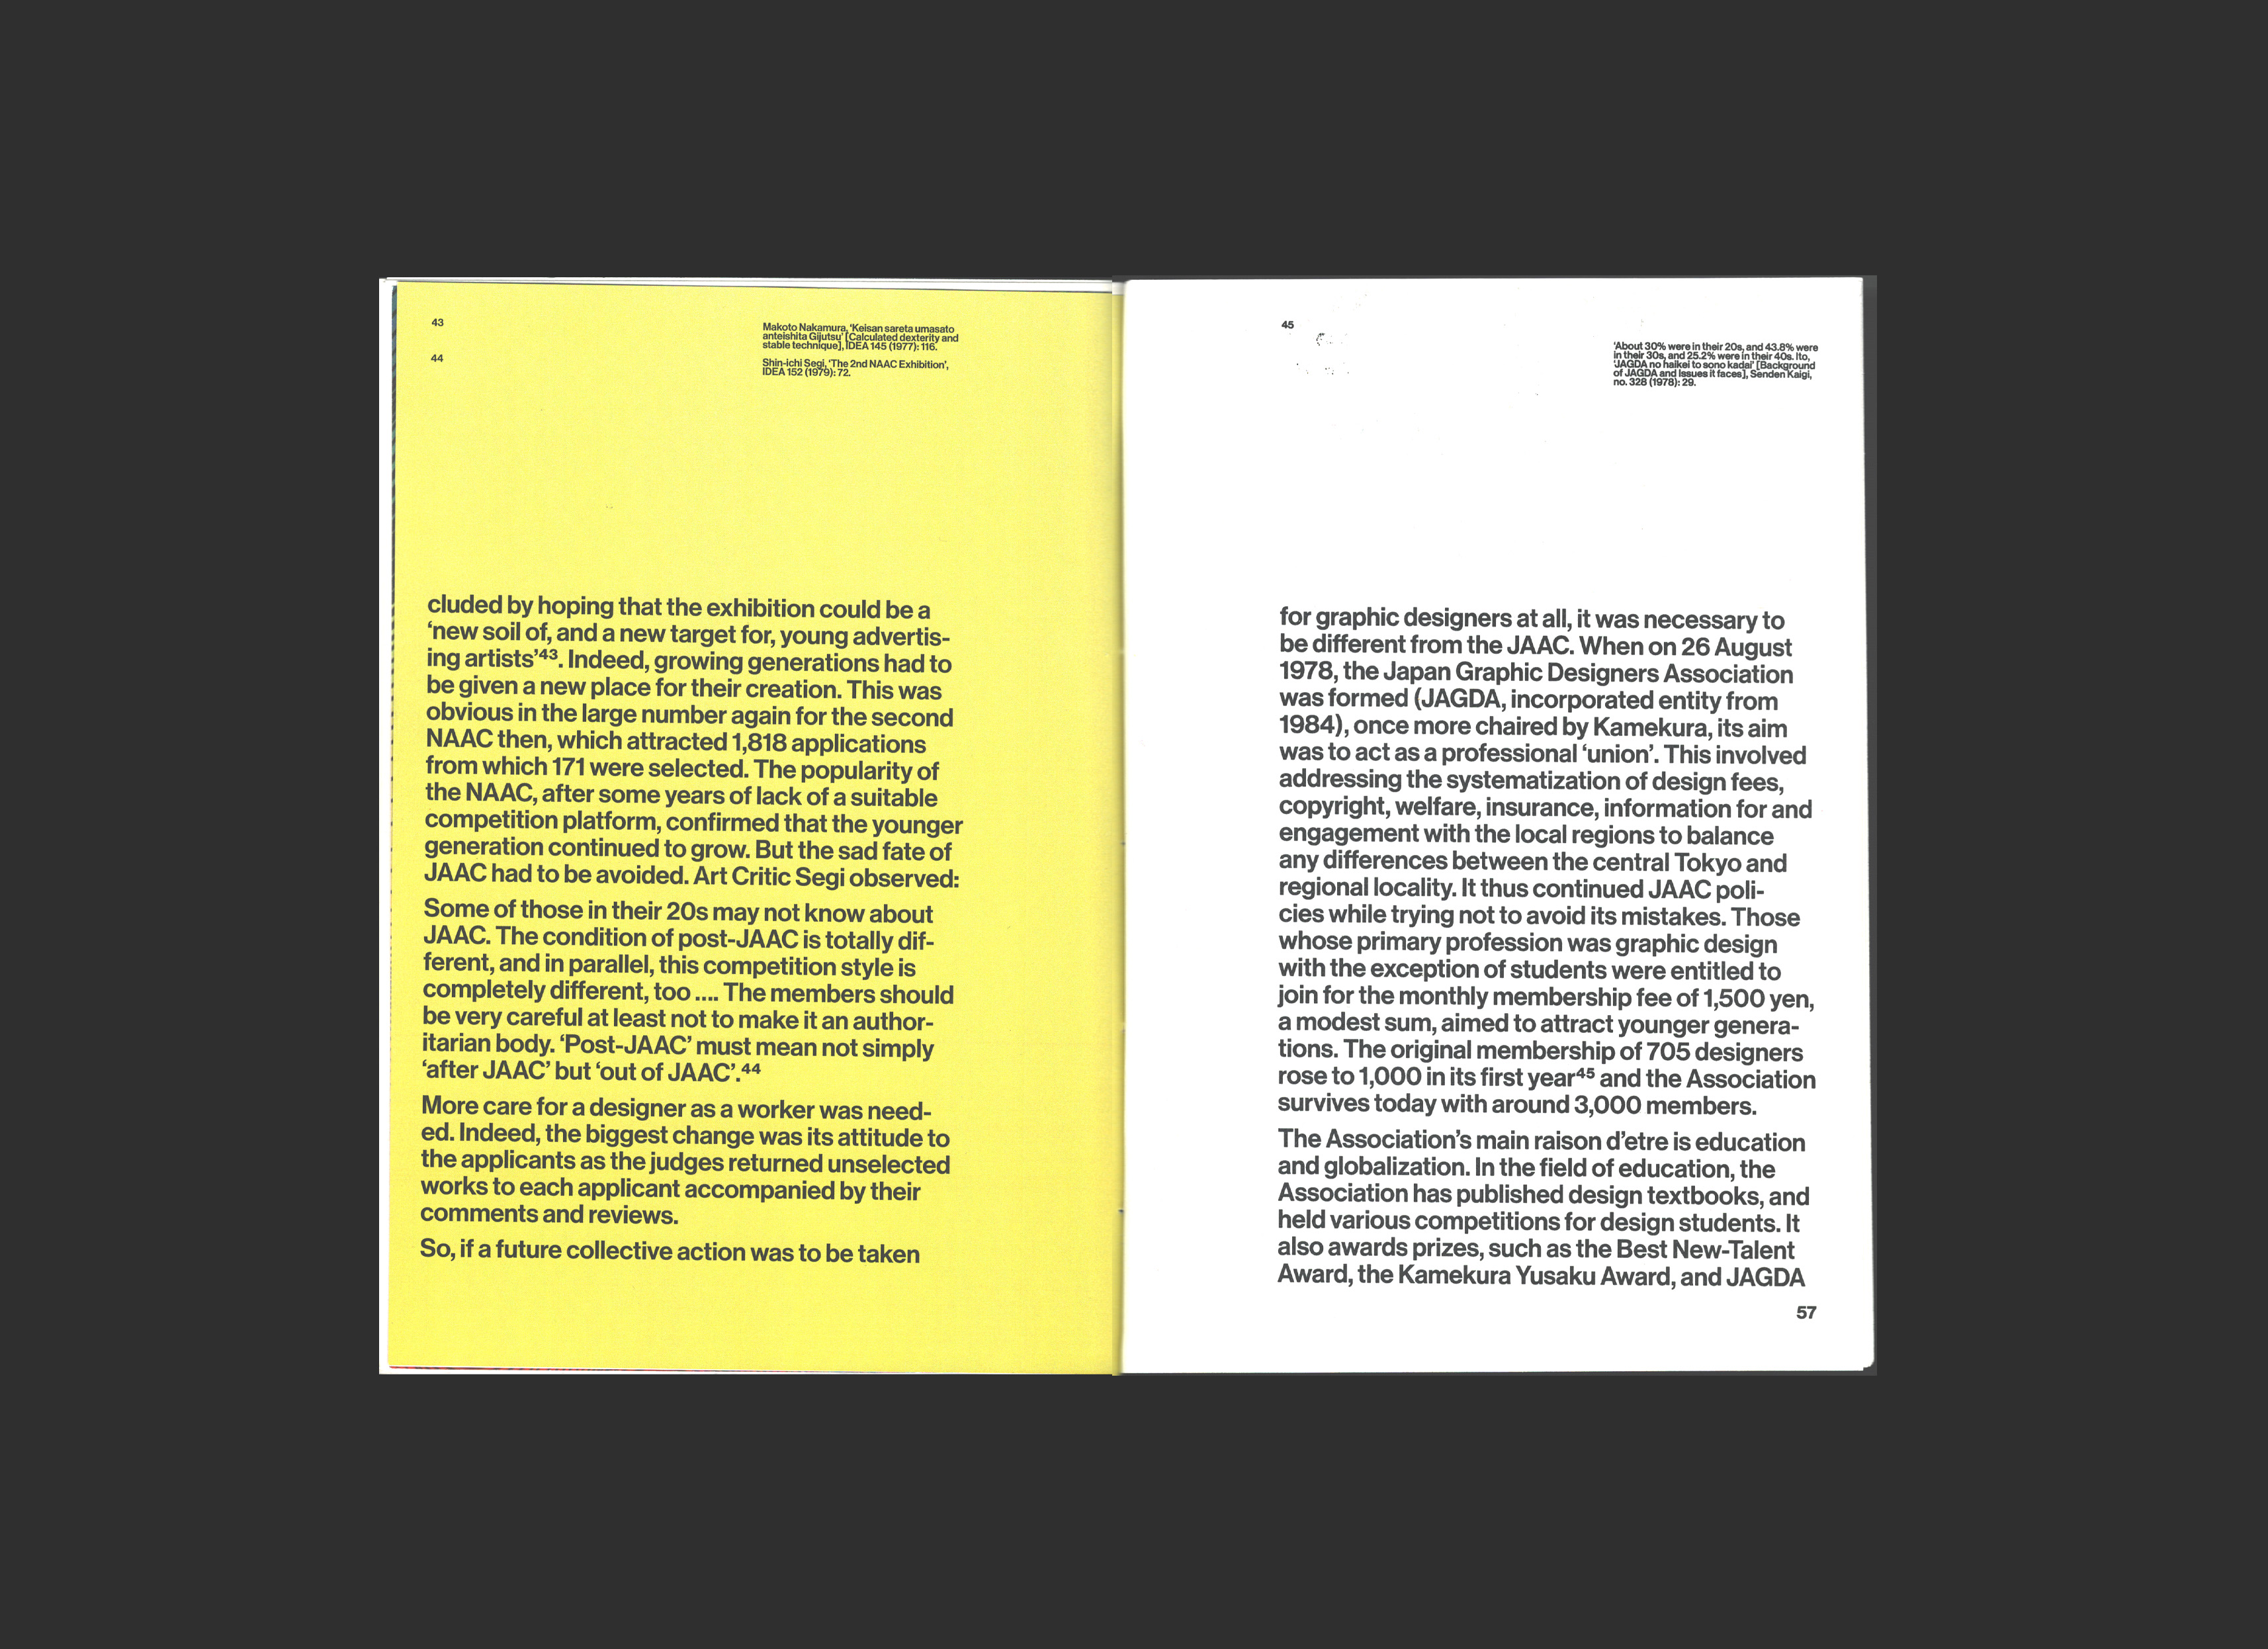 43
Makoto Nakamura, ‘Keisan sareta umasato
anteishita Gijutsu’ [Calculated dexterity and
stable technique], IDEA 145 (1977): 116.
44
Shin-ichi Segi, ‘The 2nd NAAC Exhibition’,
IDEA 152 (1979): 72.
cluded by hoping that the exhibition could be a
‘new soil of, and a new target for, young advertis-
ing artists’43. Indeed, growing generations had to
be given a new place for their creation. This was
obvious in the large number again for the second
NAAC then, which attracted 1,818 applications
from which 171 were selected. The popularity of
the NAAC, after some years of lack of a suitable
competition platform, confirmed that the younger
generation continued to grow. But the sad fate of
JAAC had to be avoided. Art Critic Segi observed:
Some of those in their 20s may not know about
JAAC. The condition of post-JAAC is totally dif-
ferent, and in parallel, this competition style is
completely different, too .... The members should
be very careful at least not to make it an author-
itarian body. ‘Post-JAAC’ must mean not simply
‘after JAAC’ but ‘out of JAAC’.44
More care for a designer as a worker was need-
ed. Indeed, the biggest change was its attitude to
the applicants as the judges returned unselected
works to each applicant accompanied by their
comments and reviews.
So, if a future collective action was to be taken
45
‘About 30% were in their 20s, and 43.8% were
in their 30s, and 25.2% were in their 40s. Ito,
‘JAGDA no haikei to sono kadai’ [Background
of JAGDA and Issues it faces], Senden Kaigi,
no. 328 (1978): 29.
for graphic designers at all, it was necessary to
be different from the JAAC. When on 26 August
1978, the Japan Graphic Designers Association
was formed (JAGDA, incorporated entity from
1984), once more chaired by Kamekura, its aim
was to act as a professional ‘union’. This involved
addressing the systematization of design fees,
copyright, welfare, insurance, information for and
engagement with the local regions to balance
any differences between the central Tokyo and
regional locality. It thus continued JAAC poli-
cies while trying not to avoid its mistakes. Those
whose primary profession was graphic design
with the exception of students were entitled to
join for the monthly membership fee of 1,500 yen,
a modest sum, aimed to attract younger genera-
tions. The original membership of 705 designers
rose to 1,000 in its first year45 and the Association
survives today with around 3,000 members.
The Association’s main raison d’etre is education
and globalization. In the field of education, the
Association has published design textbooks, and
held various competitions for design students. It
also awards prizes, such as the Best New-Talent
Award, the Kamekura Yusaku Award, and JAGDA
57